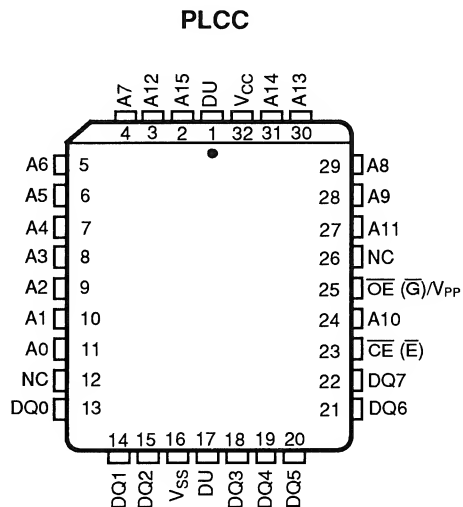 PLCC
A7 A12 A15 DU VCC A14 A13
4 3 2 1 32 31 30
A6 5 29 A8
A5 6 28 A9
A4 7 27 A11
A3 8 26 NC
A2 9 25 O̅E̅ (G̅)/VPP
A1 10 24 A10
A0 11 23 C̅E̅ (E̅)
NC 12 22 DQ7
DQ0 13 21 DQ6
14 15 16 17 18 19 20
DQ1 DQ2 VSS DU DQ3 DQ4 DQ5